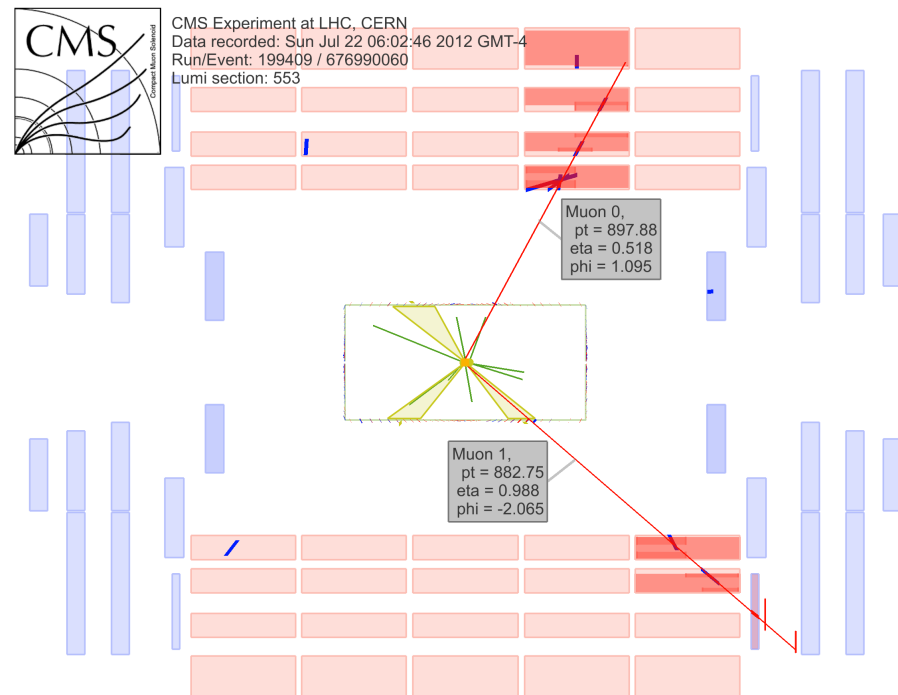 CMS
Compact Muon Solenoid
CMS Experiment at LHC, CERN
Data recorded: Sun Jul 22 06:02:46 2012 GMT-4
Run/Event: 199409 / 676990060
Lumi section: 553
Muon 0,
pt = 897.88
eta = 0.518
phi = 1.095
Muon 1,
pt = 882.75
eta = 0.988
phi = -2.065